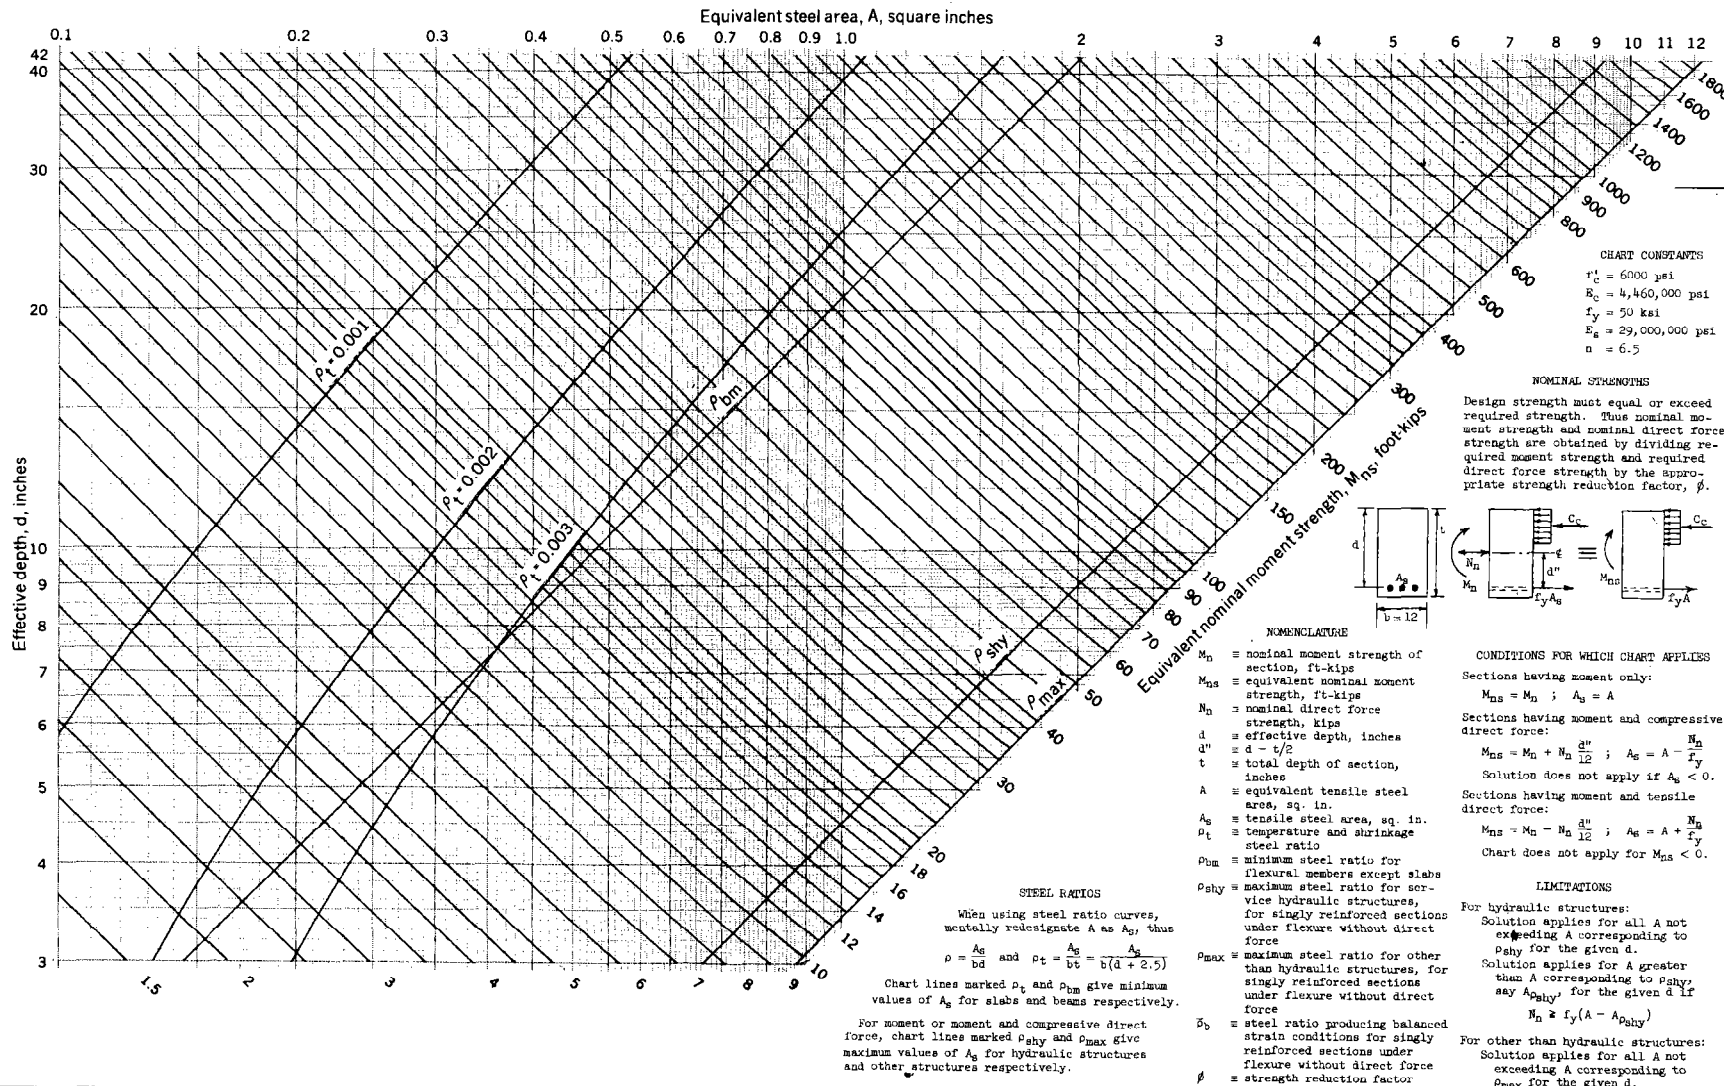 Equivalent steel area, A, square inches
0.1 0.2 0.3 0.4 0.5 0.6 0.7 0.8 0.9 1.0 2 3 4 5 6 7 8 9 10 11 12
42
40
30
20
10
9
8
7
6
5
4
3
Effective depth, d, inches
ρt = 0.001
ρt = 0.002
ρt = 0.003
ρbm
ρshy
ρmax
1.5 2 3 4 5 6 7 8 9 10
12
14
16
18
20
30
40
50
60
70
80
90
100
150
200
300
400
500
600
800
900
1000
1200
1400
1600
1800
Equivalent nominal moment strength, Mns, foot-kips
CHART CONSTANTS
f'c = 6000 psi
Ec = 4,460,000 psi
fy = 50 ksi
Es = 29,000,000 psi
n = 6.5
NOMINAL STRENGTHS
Design strength must equal or exceed
required strength. Thus nominal mo-
ment strength and nominal direct force
strength are obtained by dividing re-
quired moment strength and required
direct force strength by the appro-
priate strength reduction factor, ϕ.
d t As b = 12
Nn Mn Cc ¢ d" fyAs
≡
Mns Cc fyA
NOMENCLATURE
Mn ≡ nominal moment strength of
section, ft-kips
Mns ≡ equivalent nominal moment
strength, ft-kips
Nn ≡ nominal direct force
strength, kips
d ≡ effective depth, inches
d" ≡ d - t/2
t ≡ total depth of section,
inches
A ≡ equivalent tensile steel
area, sq. in.
As ≡ tensile steel area, sq. in.
ρt ≡ temperature and shrinkage
steel ratio
ρbm ≡ minimum steel ratio for
flexural members except slabs
ρshy ≡ maximum steel ratio for ser-
vice hydraulic structures,
for singly reinforced sections
under flexure without direct
force
ρmax ≡ maximum steel ratio for other
than hydraulic structures, for
singly reinforced sections
under flexure without direct
force
ρ̄b ≡ steel ratio producing balanced
strain conditions for singly
reinforced sections under
flexure without direct force
ϕ ≡ strength reduction factor
CONDITIONS FOR WHICH CHART APPLIES
Sections having moment only:
Mns = Mn ; As = A
Sections having moment and compressive
direct force:
Mns = Mn + Nn d"/12 ; As = A - Nn/fy
Solution does not apply if As < 0.
Sections having moment and tensile
direct force:
Mns = Mn - Nn d"/12 ; As = A + Nn/fy
Chart does not apply for Mns < 0.
LIMITATIONS
For hydraulic structures:
Solution applies for all A not
exceeding A corresponding to
ρshy for the given d.
Solution applies for A greater
than A corresponding to ρshy,
say Aρshy, for the given d if
Nn ≥ fy(A - Aρshy)
For other than hydraulic structures:
Solution applies for all A not
exceeding A corresponding to
ρmax for the given d.
STEEL RATIOS
When using steel ratio curves,
mentally redesignate A as As, thus
ρ = As/bd and ρt = As/bt = As/b(d + 2.5)
Chart lines marked ρt and ρbm give minimum
values of As for slabs and beams respectively.
For moment or moment and compressive direct
force, chart lines marked ρshy and ρmax give
maximum values of As for hydraulic structures
and other structures respectively.